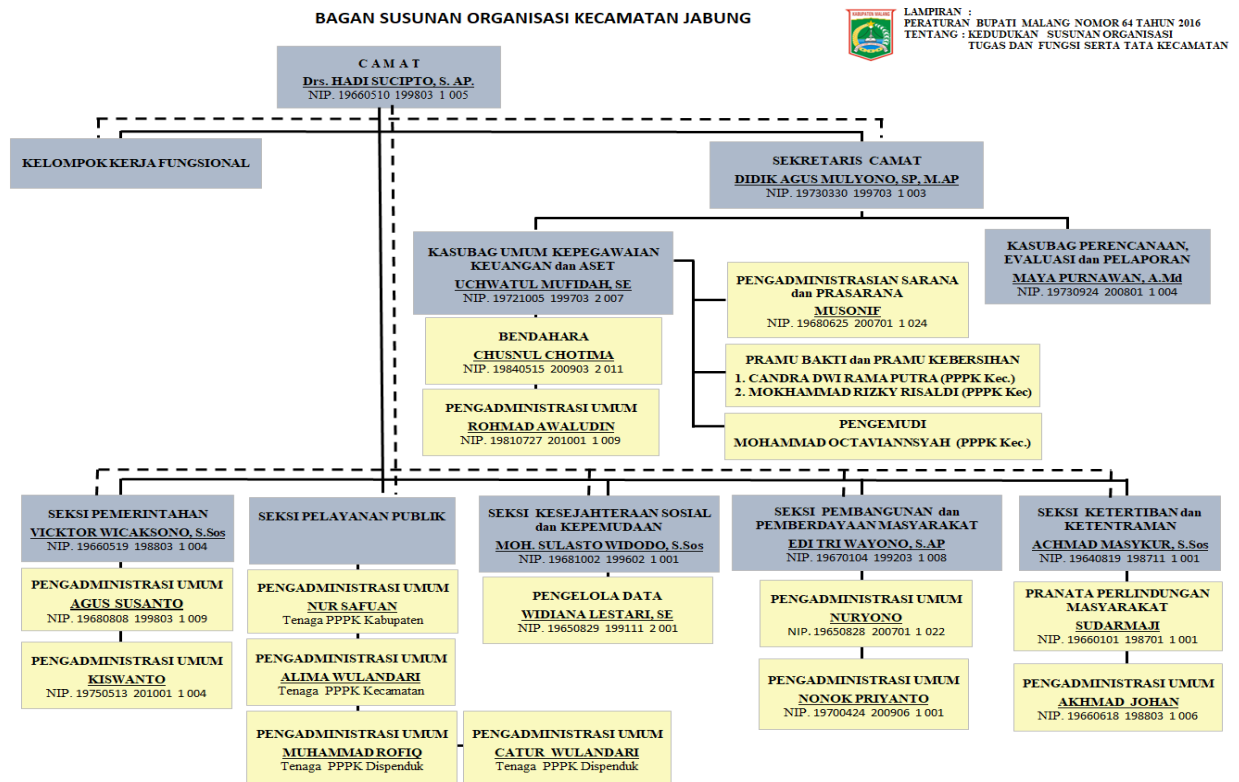 BAGAN SUSUNAN ORGANISASI KECAMATAN JABUNG
KABUPATEN MALANG
LAMPIRAN :
PERATURAN BUPATI MALANG NOMOR 64 TAHUN 2016
TENTANG : KEDUDUKAN SUSUNAN ORGANISASI
TUGAS DAN FUNGSI SERTA TATA KECAMATAN
C A M A T
Drs. HADI SUCIPTO, S. AP.
NIP. 19660510 199803 1 005
KELOMPOK KERJA FUNGSIONAL
SEKRETARIS CAMAT
DIDIK AGUS MULYONO, SP, M.AP
NIP. 19730330 199703 1 003
KASUBAG UMUM KEPEGAWAIAN
KEUANGAN dan ASET
UCHWATUL MUFIDAH, SE
NIP. 19721005 199703 2 007
KASUBAG PERENCANAAN,
EVALUASI dan PELAPORAN
MAYA PURNAWAN, A.Md
NIP. 19730924 200801 1 004
PENGADMINISTRASIAN SARANA
dan PRASARANA
MUSONIF
NIP. 19680625 200701 1 024
BENDAHARA
CHUSNUL CHOTIMA
NIP. 19840515 200903 2 011
PRAMU BAKTI dan PRAMU KEBERSIHAN
1. CANDRA DWI RAMA PUTRA (PPPK Kec.)
2. MOKHAMMAD RIZKY RISALDI (PPPK Kec)
PENGADMINISTRASI UMUM
ROHMAD AWALUDIN
NIP. 19810727 201001 1 009
PENGEMUDI
MOHAMMAD OCTAVIANNSYAH (PPPK Kec.)
SEKSI PEMERINTAHAN
VICKTOR WICAKSONO, S.Sos
NIP. 19660519 198803 1 004
PENGADMINISTRASI UMUM
AGUS SUSANTO
NIP. 19680808 199803 1 009
PENGADMINISTRASI UMUM
KISWANTO
NIP. 19750513 201001 1 004
SEKSI PELAYANAN PUBLIK
PENGADMINISTRASI UMUM
NUR SAFUAN
Tenaga PPPK Kabupaten
PENGADMINISTRASI UMUM
ALIMA WULANDARI
Tenaga PPPK Kecamatan
PENGADMINISTRASI UMUM
MUHAMMAD ROFIQ
Tenaga PPPK Dispenduk
PENGADMINISTRASI UMUM
CATUR WULANDARI
Tenaga PPPK Dispenduk
SEKSI KESEJAHTERAAN SOSIAL
dan KEPEMUDAAN
MOH. SULASTO WIDODO, S.Sos
NIP. 19681002 199602 1 001
PENGELOLA DATA
WIDIANA LESTARI, SE
NIP. 19650829 199111 2 001
SEKSI PEMBANGUNAN dan
PEMBERDAYAAN MASYARAKAT
EDI TRI WAYONO, S.AP
NIP. 19670104 199203 1 008
PENGADMINISTRASI UMUM
NURYONO
NIP. 19650828 200701 1 022
PENGADMINISTRASI UMUM
NONOK PRIYANTO
NIP. 19700424 200906 1 001
SEKSI KETERTIBAN dan
KETENTRAMAN
ACHMAD MASYKUR, S.Sos
NIP. 19640819 198711 1 001
PRANATA PERLINDUNGAN
MASYARAKAT
SUDARMAJI
NIP. 19660101 198701 1 001
PENGADMINISTRASI UMUM
AKHMAD JOHAN
NIP. 19660618 198803 1 006